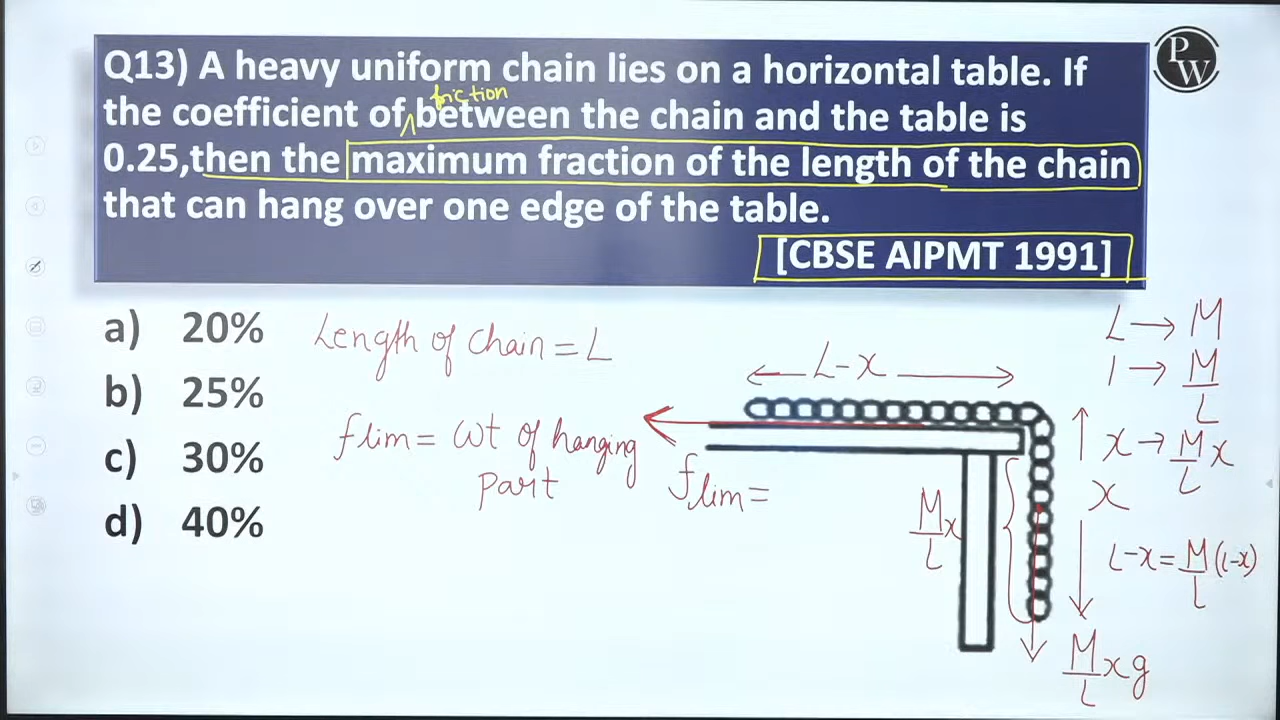 Q13) A heavy uniform chain lies on a horizontal table. If
friction
the coefficient of between the chain and the table is
0.25,then the maximum fraction of the length of the chain
that can hang over one edge of the table.
[CBSE AIPMT 1991]
PW
a) 20%
b) 25%
c) 30%
d) 40%
Length of chain = L
flim = wt of hanging
part
flim =
L-x
M/L x
L → M
1 → M/L
x → M/L x
x
L-x = M/L (L-x)
M/L xg